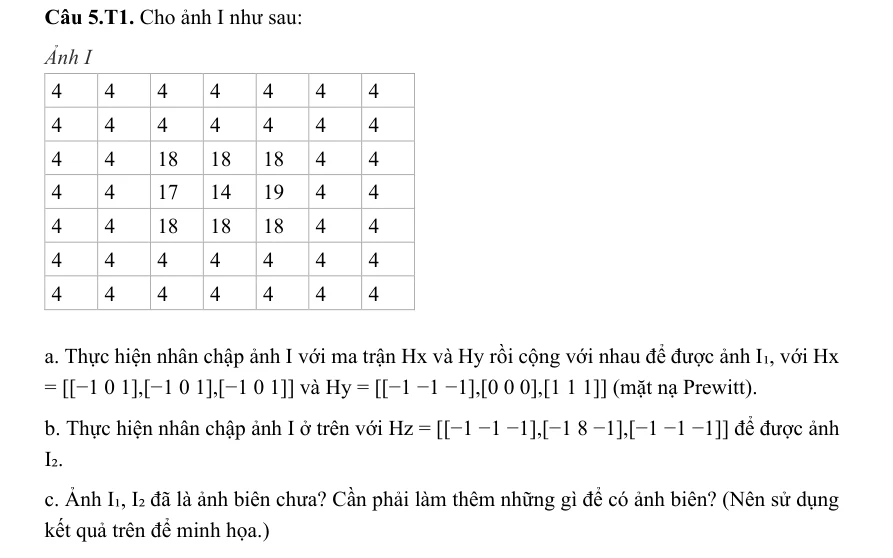 Câu 5.T1. Cho ảnh I như sau:
Ảnh I
4 4 4 4 4 4 4
4 4 4 4 4 4 4
4 4 18 18 18 4 4
4 4 17 14 19 4 4
4 4 18 18 18 4 4
4 4 4 4 4 4 4
4 4 4 4 4 4 4
a. Thực hiện nhân chập ảnh I với ma trận Hx và Hy rồi cộng với nhau để được ảnh I₁, với Hx
= [[−1 0 1],[−1 0 1],[−1 0 1]] và Hy = [[−1 −1 −1],[0 0 0],[1 1 1]] (mặt nạ Prewitt).
b. Thực hiện nhân chập ảnh I ở trên với Hz = [[−1 −1 −1],[−1 8 −1],[−1 −1 −1]] để được ảnh
I₂.
c. Ảnh I₁, I₂ đã là ảnh biên chưa? Cần phải làm thêm những gì để có ảnh biên? (Nên sử dụng
kết quả trên để minh họa.)